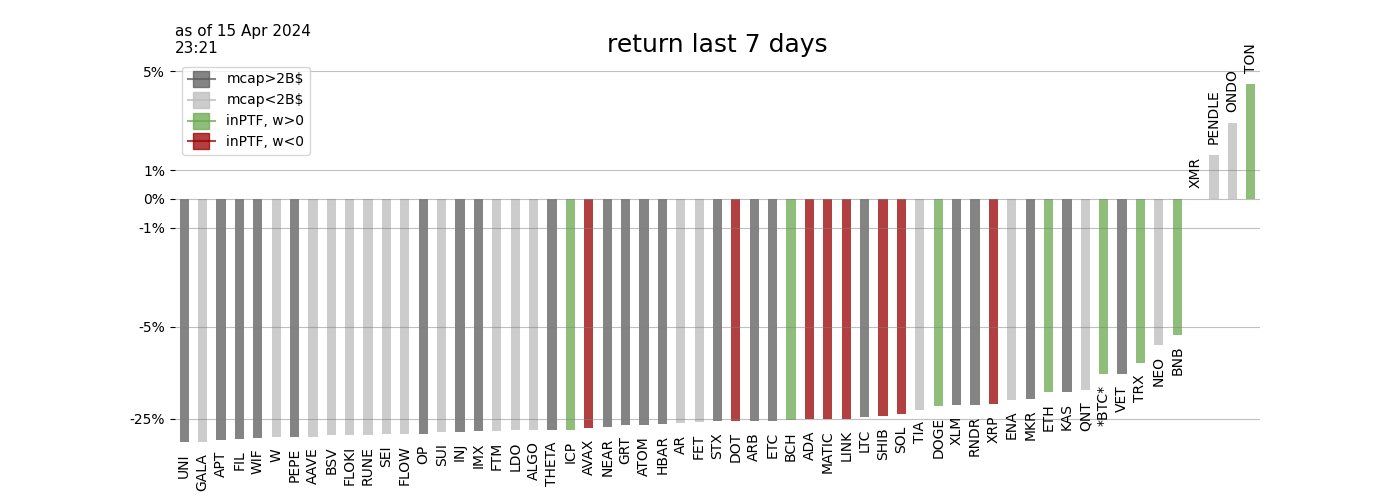 as of 15 Apr 2024
23:21
return last 7 days
mcap>2B$
mcap<2B$
inPTF, w>0
inPTF, w<0
5%
1%
0%
-1%
-5%
-25%
UNI
GALA
APT
FIL
WIF
W
PEPE
AAVE
BSV
FLOKI
RUNE
SEI
FLOW
OP
SUI
INJ
IMX
FTM
LDO
ALGO
THETA
ICP
AVAX
NEAR
GRT
ATOM
HBAR
AR
FET
STX
DOT
ARB
ETC
BCH
ADA
MATIC
LINK
LTC
SHIB
SOL
TIA
DOGE
XLM
RNDR
XRP
ENA
MKR
ETH
KAS
QNT
*BTC*
VET
TRX
NEO
BNB
XMR
PENDLE
ONDO
TON